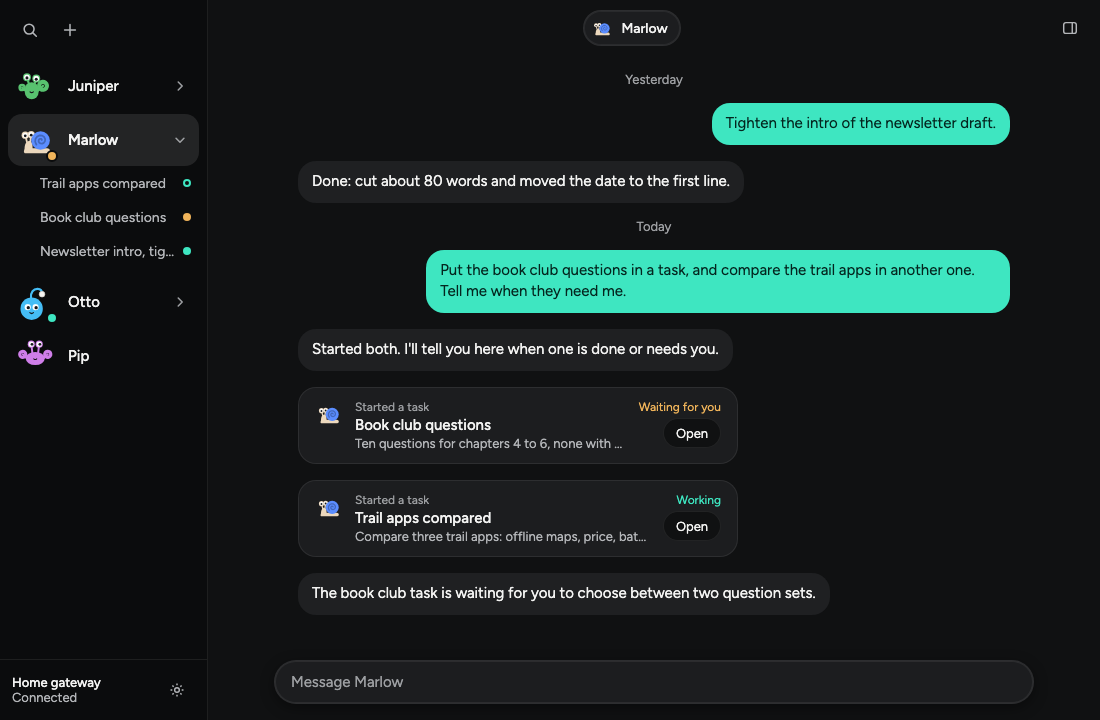 Juniper
Marlow
Trail apps compared
Book club questions
Newsletter intro, tig...
Otto
Pip
Home gateway
Connected
Marlow
Yesterday
Tighten the intro of the newsletter draft.
Done: cut about 80 words and moved the date to the first line.
Today
Put the book club questions in a task, and compare the trail apps in another one.
Tell me when they need me.
Started both. I'll tell you here when one is done or needs you.
Started a task
Waiting for you
Book club questions
Open
Ten questions for chapters 4 to 6, none with ...
Started a task
Working
Trail apps compared
Open
Compare three trail apps: offline maps, price, bat...
The book club task is waiting for you to choose between two question sets.
Message Marlow